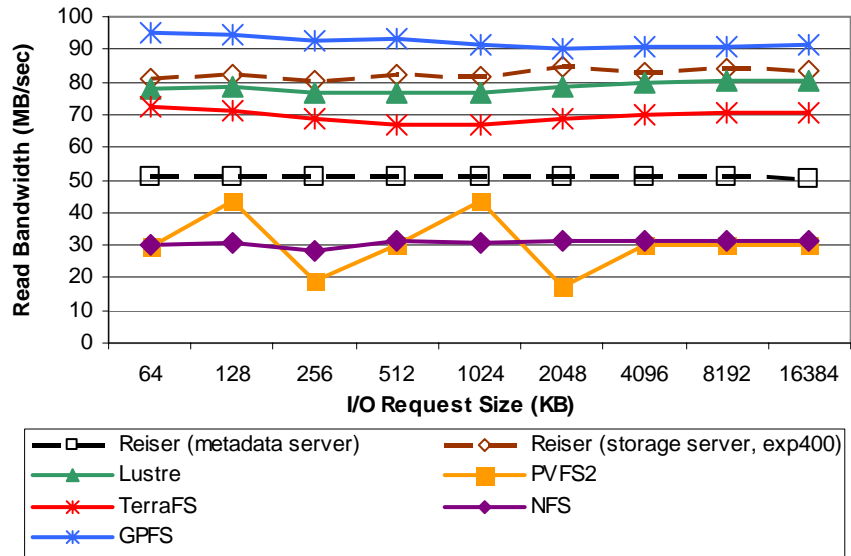 100
90
80
70
60
50
40
30
20
10
0
Read Bandwidth (MB/sec)
64 128 256 512 1024 2048 4096 8192 16384
I/O Request Size (KB)
Reiser (metadata server) Reiser (storage server, exp400)
Lustre PVFS2
TerraFS NFS
GPFS